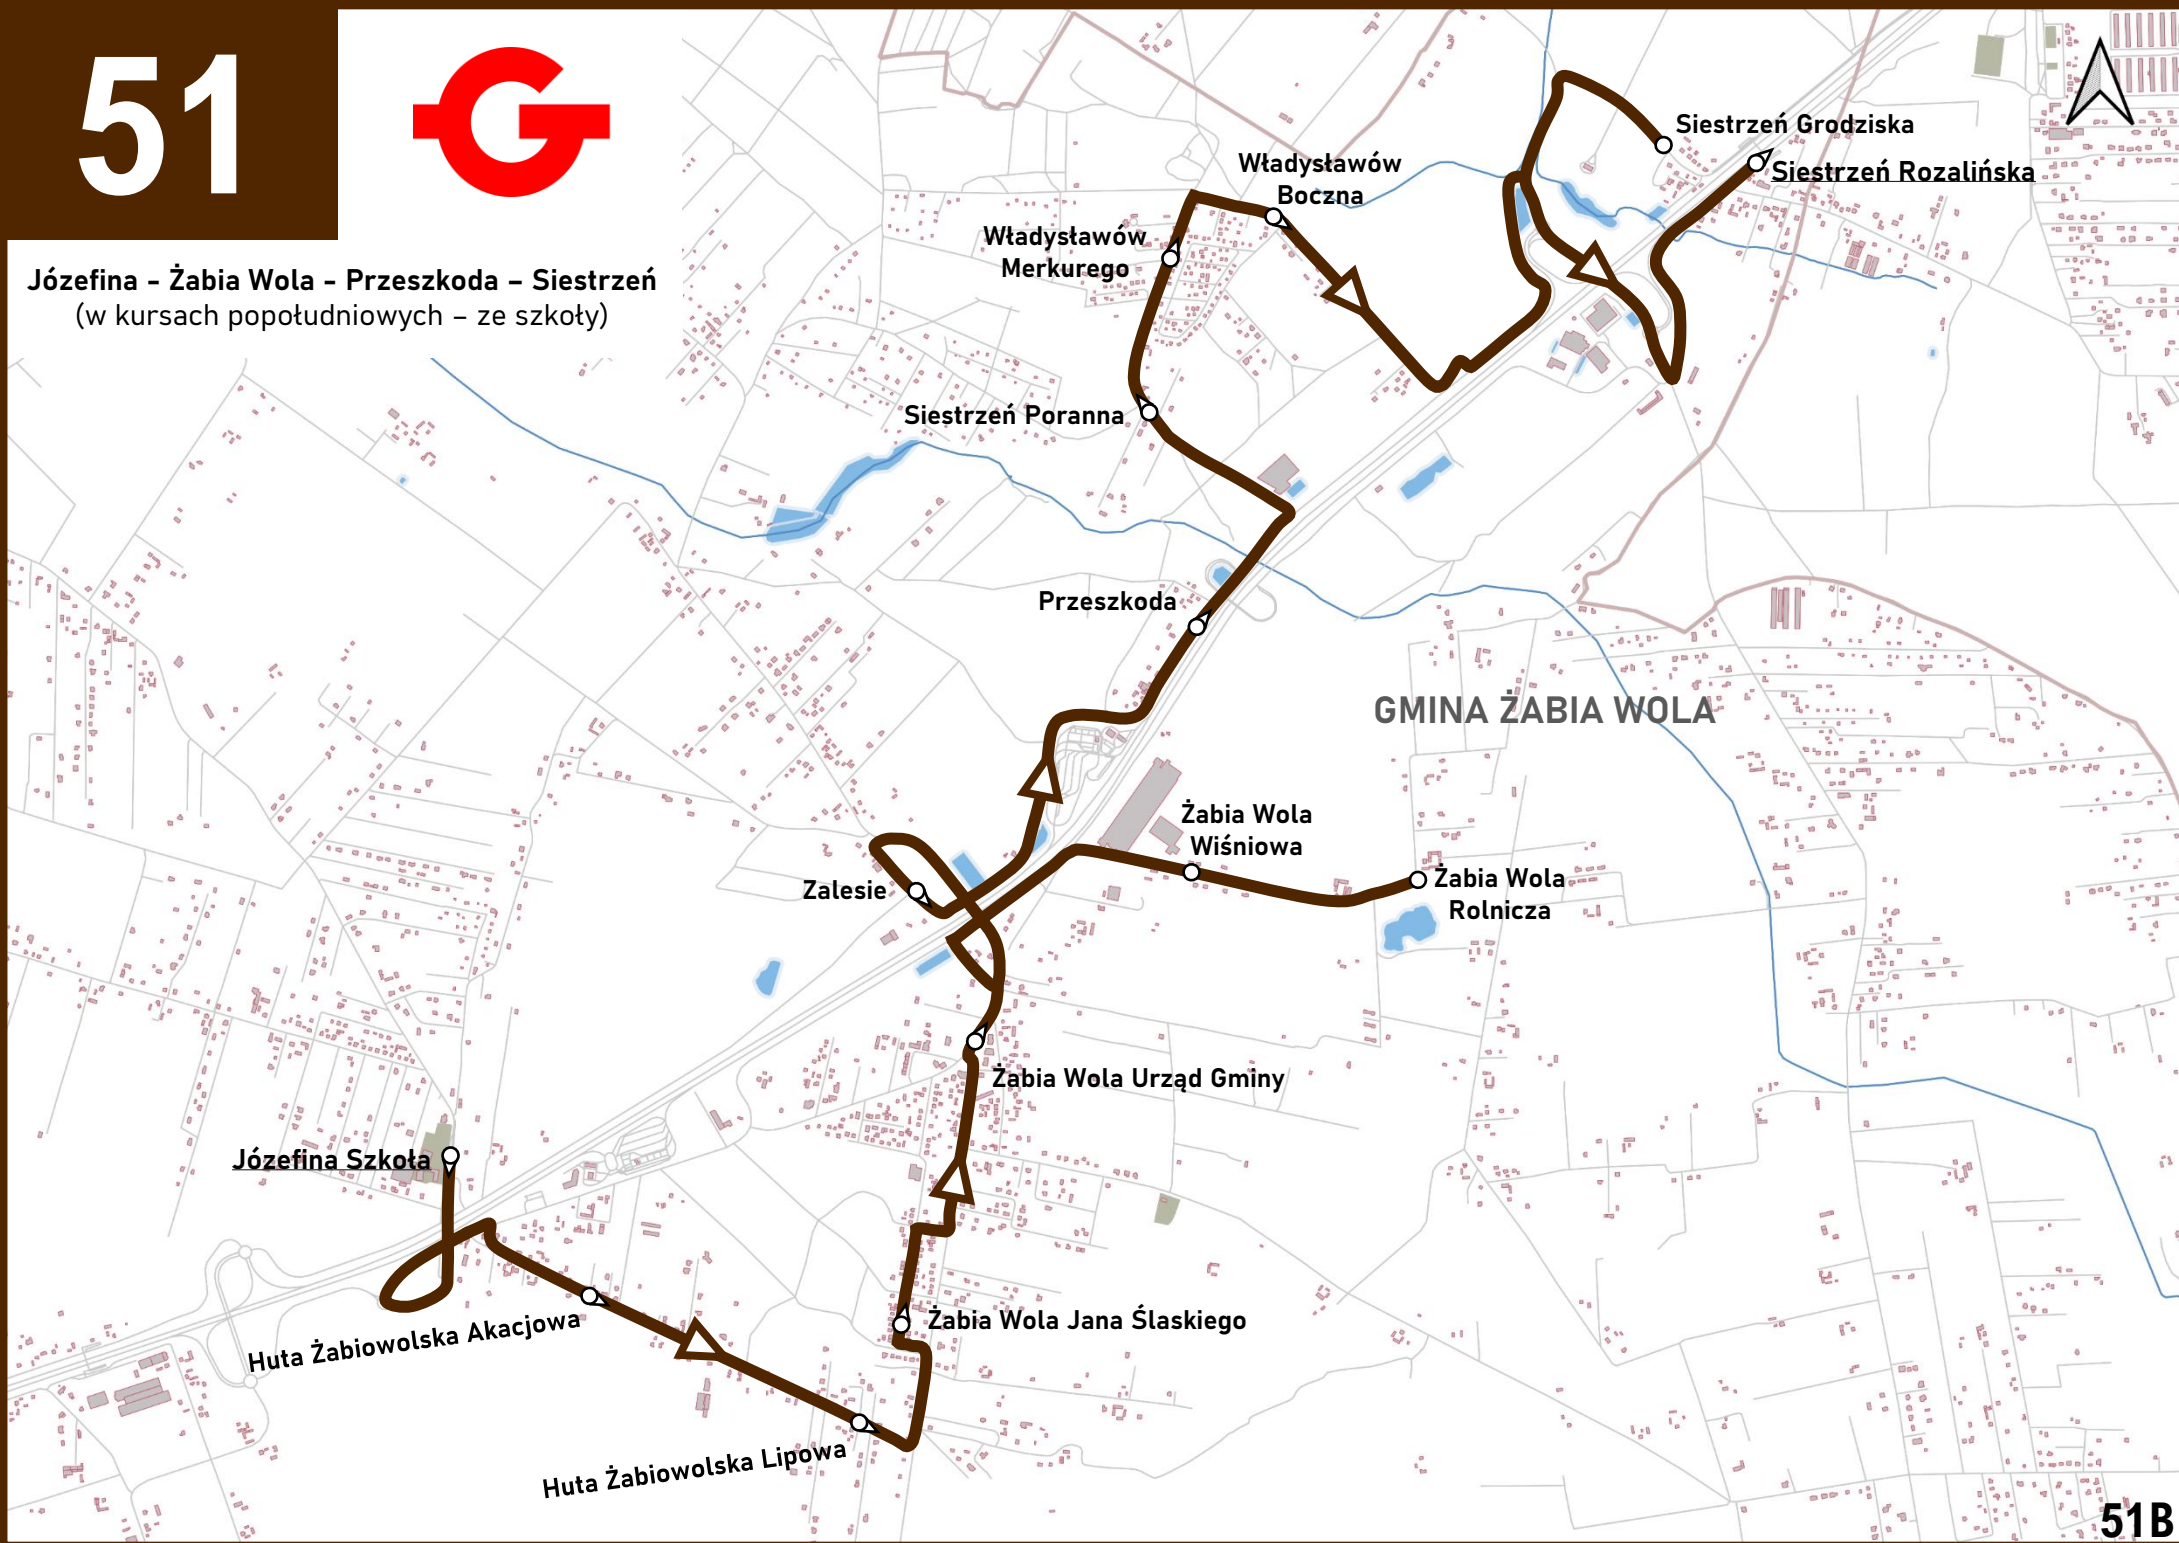 51
G
Józefina - Żabia Wola - Przeszkoda – Siestrzeń
(w kursach popołudniowych – ze szkoły)
Siestrzeń Grodziska
Siestrzeń Rozalińska
Władysławów
Boczna
Władysławów
Merkurego
Siestrzeń Poranna
Przeszkoda
GMINA ŻABIA WOLA
Żabia Wola
Wiśniowa
Żabia Wola
Rolnicza
Zalesie
Żabia Wola Urząd Gminy
Józefina Szkoła
Huta Żabiowolska Akacjowa
Żabia Wola Jana Ślaskiego
Huta Żabiowolska Lipowa
51B